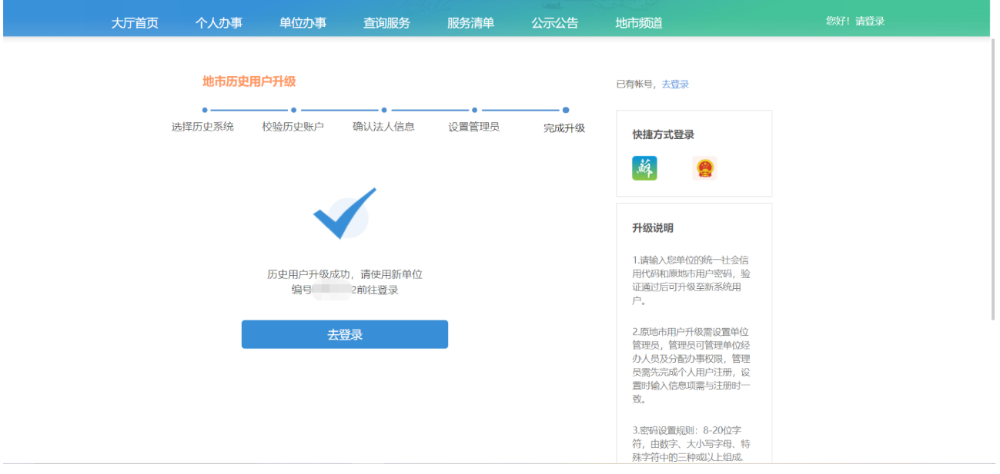 大厅首页 个人办事 单位办事 查询服务 服务清单 公示公告 地市频道 您好！请登录
地市历史用户升级
选择历史系统 校验历史账户 确认法人信息 设置管理员 完成升级
历史用户升级成功，请使用新单位
编号 2前往登录
去登录
已有帐号，去登录
快捷方式登录
蘇
升级说明
1.请输入您单位的统一社会信
用代码和原地市用户密码，验
证通过后可升级至新系统用
户。
2.原地市用户升级需设置单位
管理员，管理员可管理单位经
办人员及分配办事权限，管理
员需先完成个人用户注册，设
置时输入信息项需与注册时一
致。
3.密码设置规则：8-20位字
符，由数字、大小写字母、特
殊字符中的三种或以上组成.